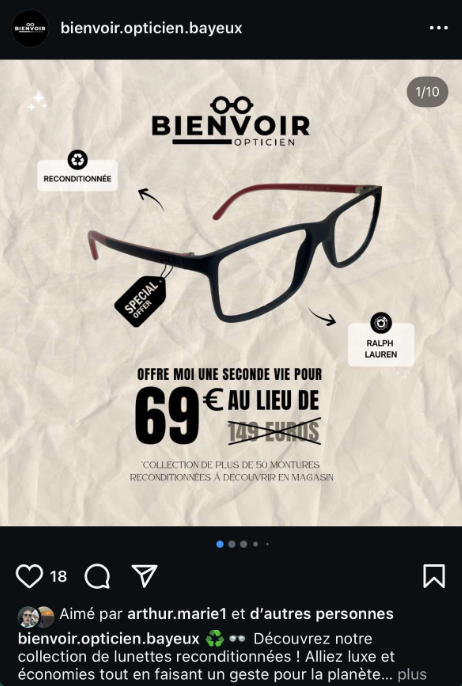 bienvoir.opticien.bayeux
BIENVOIR
OPTICIEN
1/10
BIENVOIR
OPTICIEN
RECONDITIONNÉE
SPECIAL
OFFER
RALPH
LAUREN
OFFRE MOI UNE SECONDE VIE POUR
69€ AU LIEU DE
149 EUROS
*COLLECTION DE PLUS DE 50 MONTURES
RECONDITIONNÉES À DECOUVRIR EN MAGASIN
18
Aimé par arthur.marie1 et d'autres personnes
bienvoir.opticien.bayeux ♻️ 👓 Découvrez notre
collection de lunettes reconditionnées ! Alliez luxe et
économies tout en faisant un geste pour la planète... plus